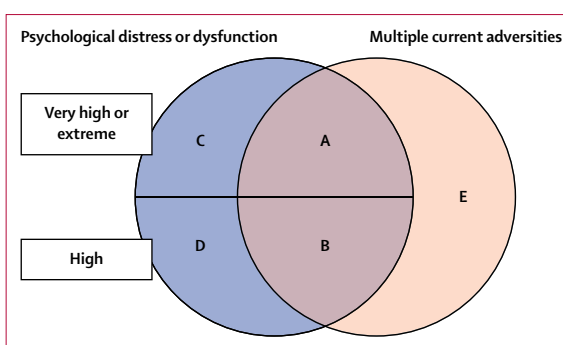 Psychological distress or dysfunction
Multiple current adversities
Very high or
extreme
C
A
E
High
D
B